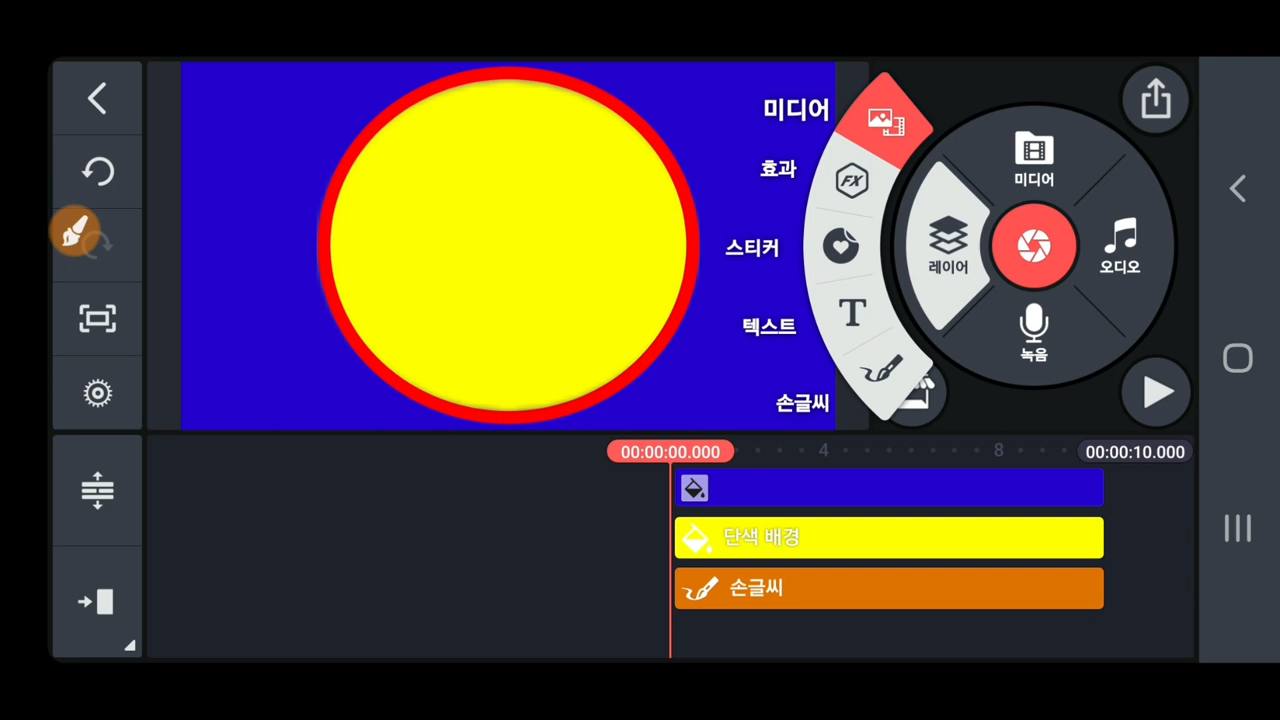 미디어
효과
스티커
텍스트
손글씨
FX
T
미디어
레이어
오디오
녹음
00:00:00.000
4
8
00:00:10.000
단색 배경
손글씨